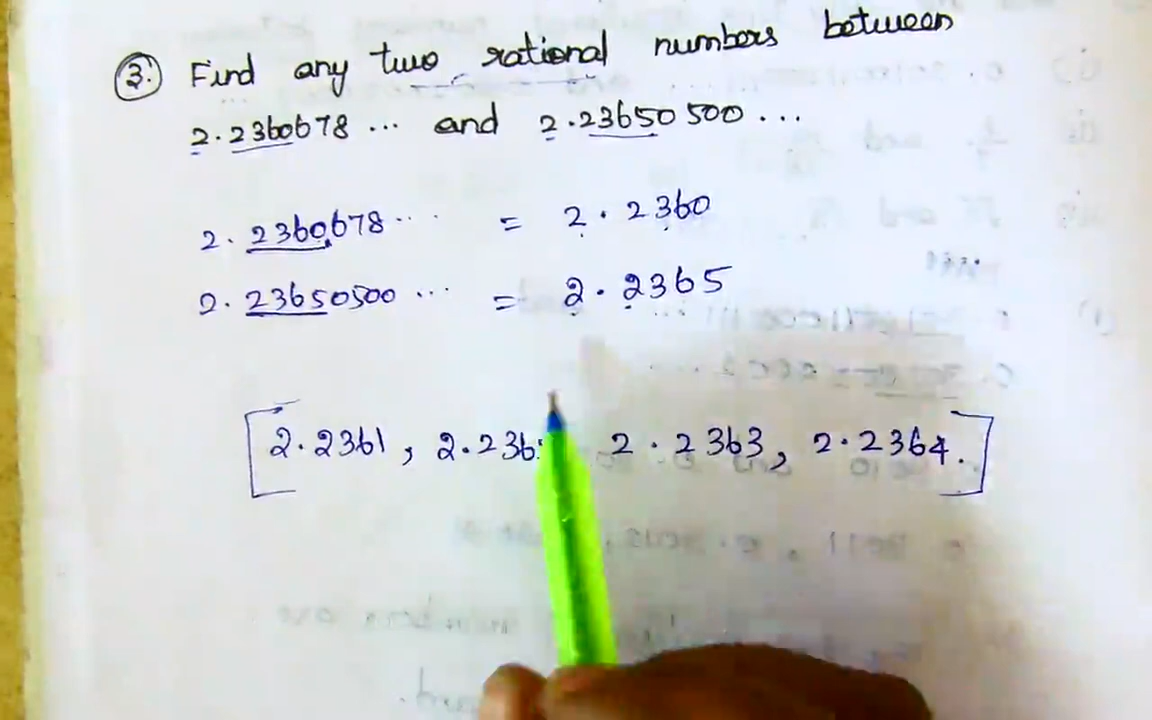 3. Find any two rational numbers between
2.2360678 ... and 2.23650500 ...
2.2360678 .... = 2.2360
2.23650500 ... = 2.2365
[2.2361, 2.236 2.2363, 2.2364.]